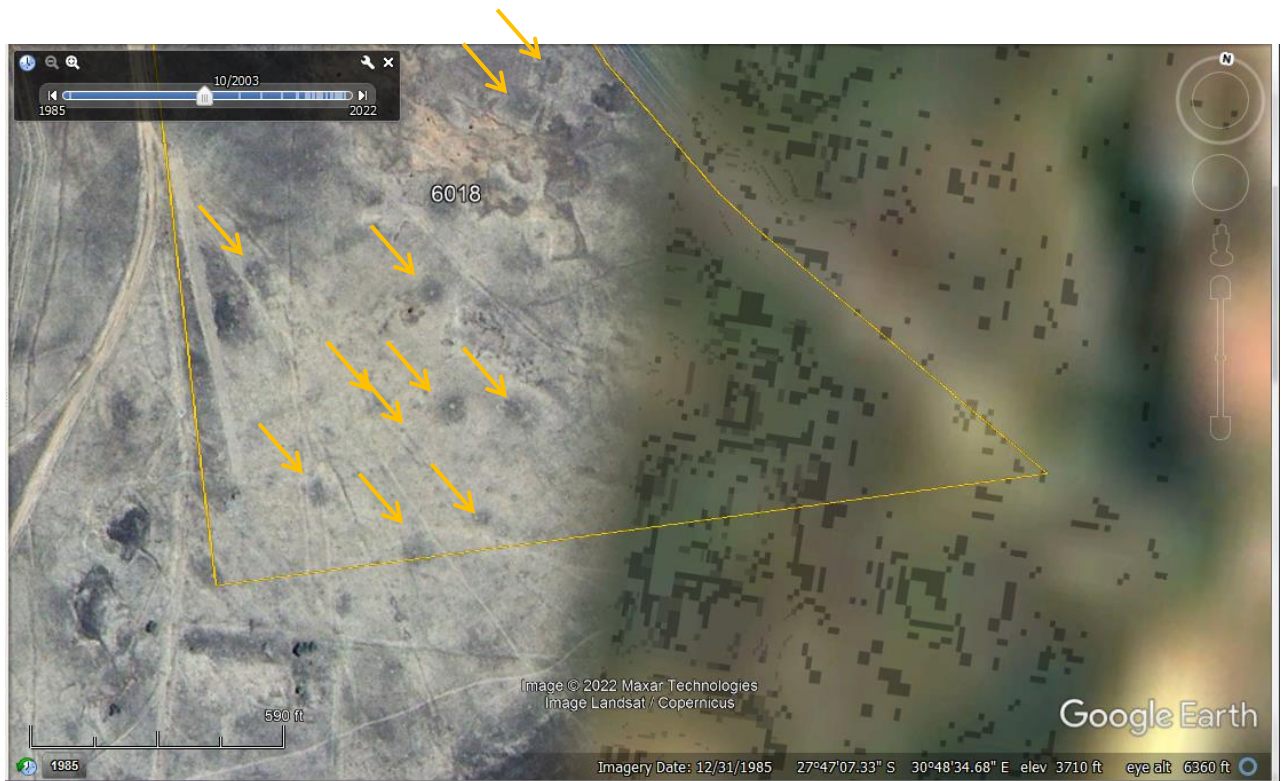 10/2003
1985
2022
N
6018
Image © 2022 Maxar Technologies
Image Landsat / Copernicus
590 ft
Google Earth
1985
Imagery Date: 12/31/1985 27°47'07.33" S 30°48'34.68" E elev 3710 ft eye alt 6360 ft